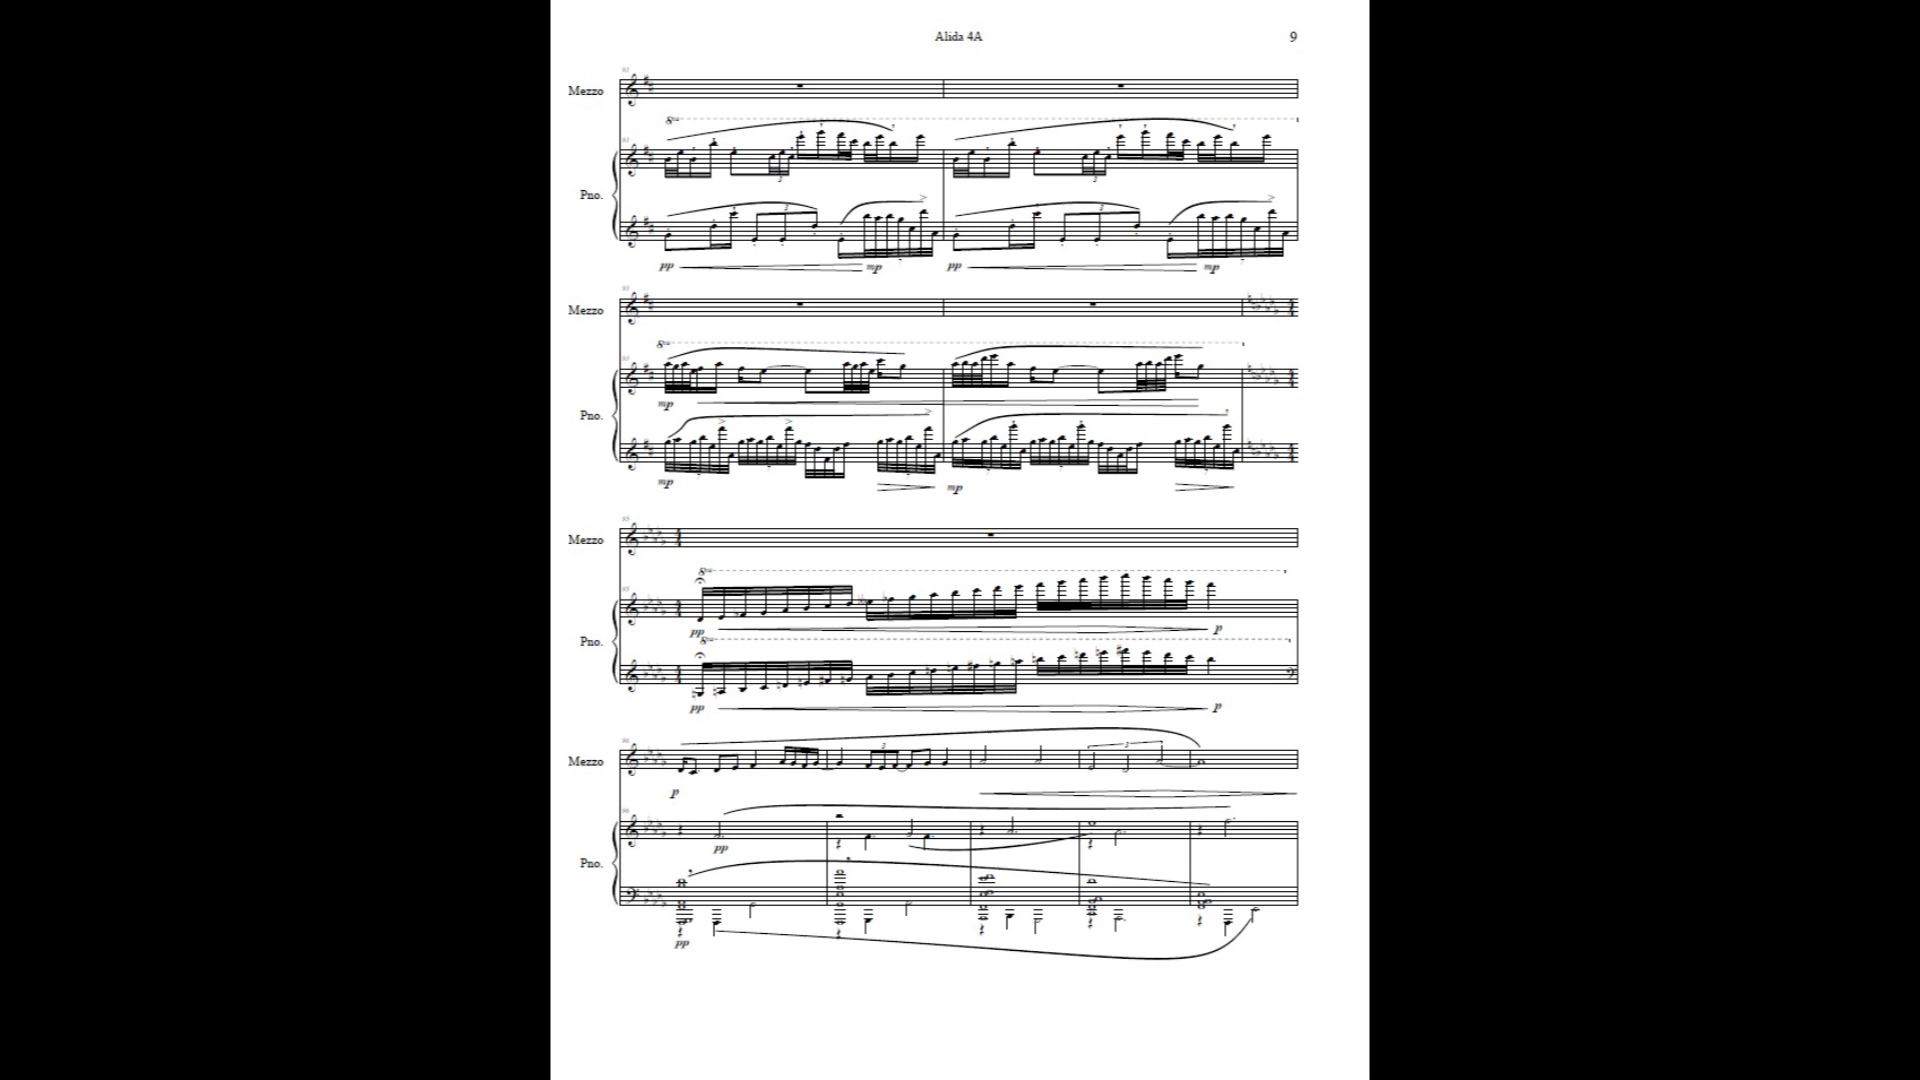 Alida 4A 9
Mezzo
Pno.
pp mp pp mp
Mezzo
Pno.
mp
mp mp
Mezzo
Pno.
pp p
pp p
Mezzo
p
Pno.
pp
pp